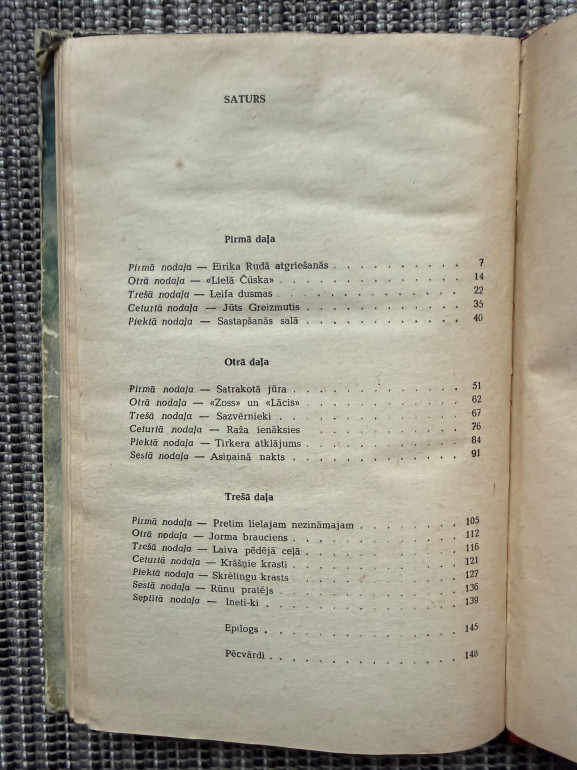 SATURS
Pirmā daļa
Pirmā nodaļa — Eirika Rudā atgriešanās . . . . . . . . . . 7
Otrā nodaļa — «Lielā Čūska» . . . . . . . . . . . . . 14
Trešā nodaļa — Leifa dusmas . . . . . . . . . . . . . 22
Ceturtā nodaļa — Jūts Greizmutis . . . . . . . . . . . . 35
Piektā nodaļa — Sastapšanās salā . . . . . . . . . . . . 40
Otrā daļa
Pirmā nodaļa — Satrakotā jūra . . . . . . . . . . . . . 51
Otrā nodaļa — «Zoss» un «Lācis» . . . . . . . . . . . . 62
Trešā nodaļa — Sazvērnieki . . . . . . . . . . . . . . 67
Ceturtā nodaļa — Raža ienāksies . . . . . . . . . . . . 76
Piektā nodaļa — Tirkera atklājums . . . . . . . . . . . . 84
Sestā nodaļa — Asiņainā nakts . . . . . . . . . . . . . 91
Trešā daļa
Pirmā nodaļa — Pretim lielajam nezināmajam . . . . . . . . 105
Otrā nodaļa — Jorma brauciens . . . . . . . . . . . . . 112
Trešā nodaļa — Laiva pēdējā ceļā . . . . . . . . . . . . 116
Ceturtā nodaļa — Krāšņie krasti . . . . . . . . . . . . . 121
Piektā nodaļa — Skrēlingu krasts . . . . . . . . . . . . 127
Sestā nodaļa — Rūnu pratējs . . . . . . . . . . . . . . 136
Septītā nodaļa — Ineti-ki . . . . . . . . . . . . . . . 139
Epilogs . . . . . . . . . . . . . . 145
Pēcvārdi . . . . . . . . . . . . . . 148